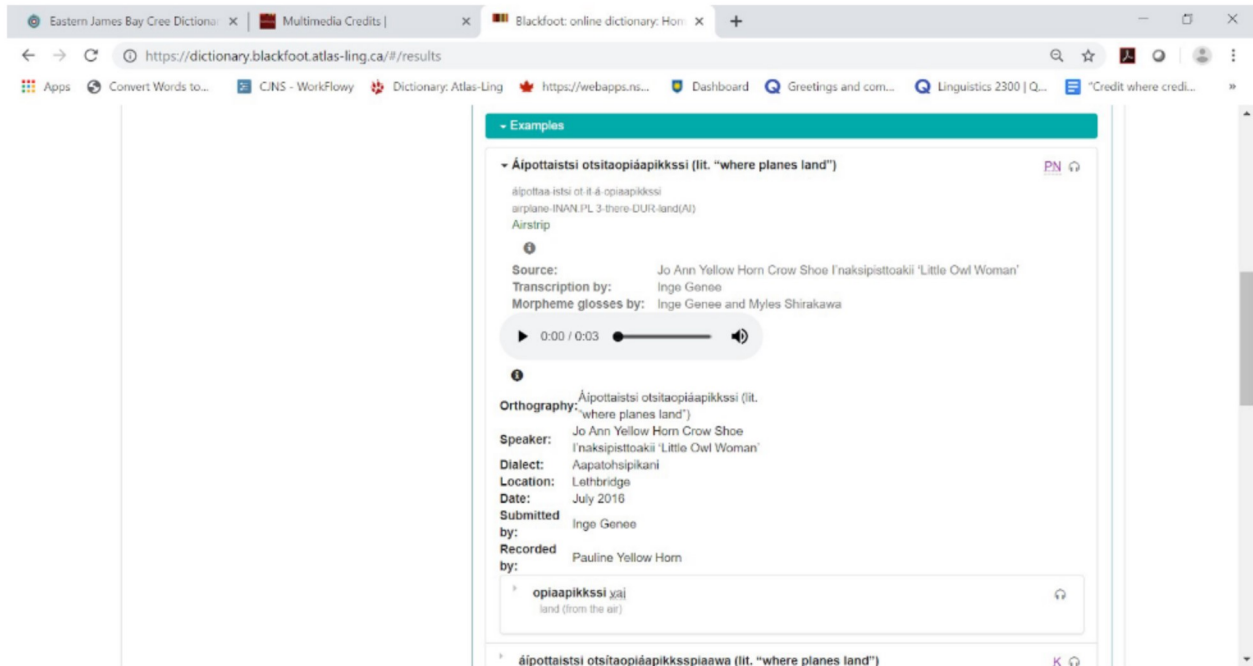 Eastern James Bay Cree Dictiona
Multimedia Credits |
Blackfoot: online dictionary: Hom
https://dictionary.blackfoot.atlas-ling.ca/#/results
Apps
Convert Words to...
CJNS - WorkFlowy
Dictionary: Atlas-Ling
https://webapps.ns...
Dashboard
Greetings and com...
Linguistics 2300 | Q...
"Credit where credi...
»
Examples
Áípottaistsi otsitaopiáapikkssi (lit. "where planes land") PN
áípottaa-istsi ot-it-á-opiaapikkssi
airplane-INAN.PL 3-there-DUR-land(AI)
Airstrip
Source: Jo Ann Yellow Horn Crow Shoe I'naksipisttoakii 'Little Owl Woman'
Transcription by: Inge Genee
Morpheme glosses by: Inge Genee and Myles Shirakawa
0:00 / 0:03
Orthography: Áípottaistsi otsitaopiáapikkssi (lit.
"where planes land")
Speaker: Jo Ann Yellow Horn Crow Shoe
I'naksipisttoakii 'Little Owl Woman'
Dialect: Aapatohsipikani
Location: Lethbridge
Date: July 2016
Submitted by: Inge Genee
Recorded by: Pauline Yellow Horn
opiaapikkssi vai
land (from the air)
áípottaistsi otsítaopiáapiksspiaawa (lit. "where planes land") K